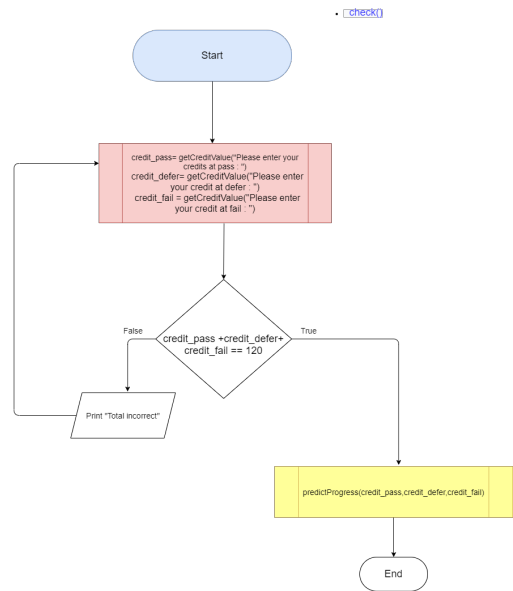 check()
Start
credit_pass= getCreditValue("Please enter your
credits at pass : ")
credit_defer= getCreditValue("Please enter
your credit at defer : ")
credit_fail = getCreditValue("Please enter
your credit at fail : ")
False
True
credit_pass +credit_defer+
credit_fail == 120
Print "Total incorrect"
predictProgress(credit_pass,credit_defer,credit_fail)
End